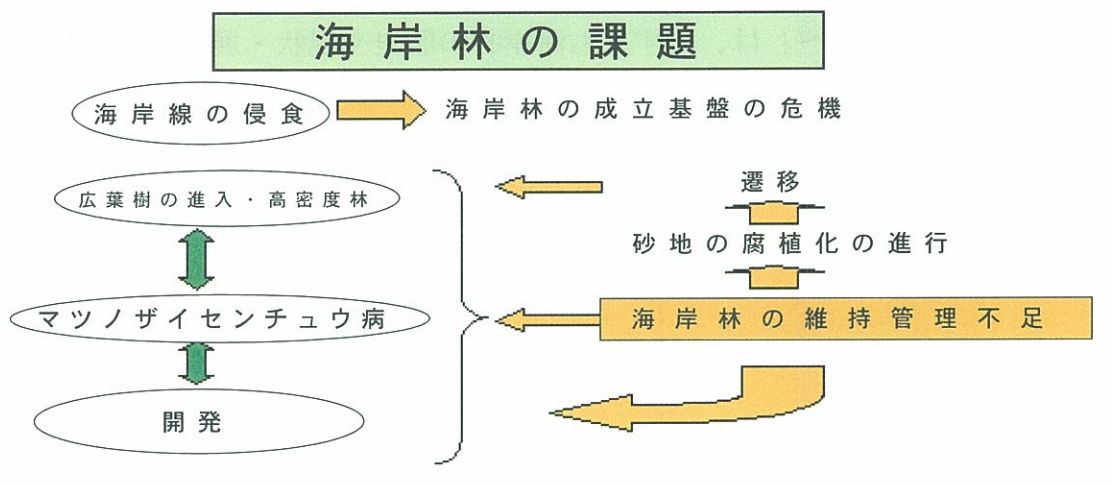 海岸林の課題
海岸線の侵食
海岸林の成立基盤の危機
広葉樹の進入・高密度林
遷移
砂地の腐植化の進行
マツノザイセンチュウ病
海岸林の維持管理不足
開発